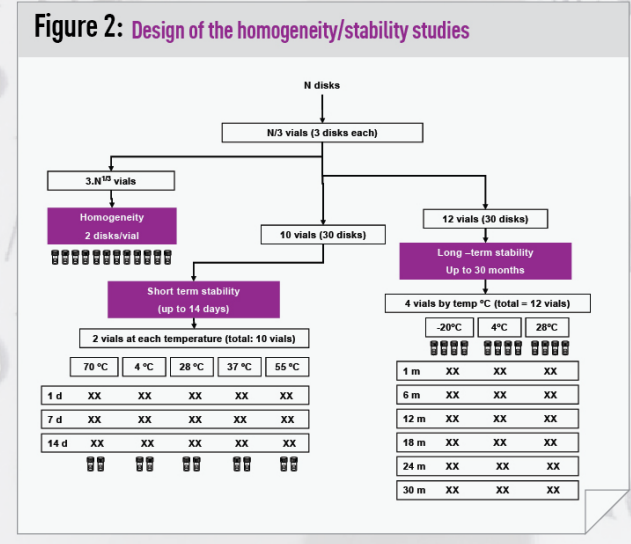 Figure 2: Design of the homogeneity/stability studies
N disks
N/3 vials (3 disks each)
3.N1/3 vials
Homogeneity
2 disks/vial
10 vials (30 disks)
12 vials (30 disks)
Long –term stability
Up to 30 months
Short term stability
(up to 14 days)
4 vials by temp ºC (total = 12 vials)
2 vials at each temperature (total: 10 vials)
-20ºC 4ºC 28ºC
70 ºC 4 ºC 28 ºC 37 ºC 55 ºC
1 d XX XX XX XX XX
7 d XX XX XX XX XX
14 d XX XX XX XX XX
1 m XX XX XX
6 m XX XX XX
12 m XX XX XX
18 m XX XX XX
24 m XX XX XX
30 m XX XX XX